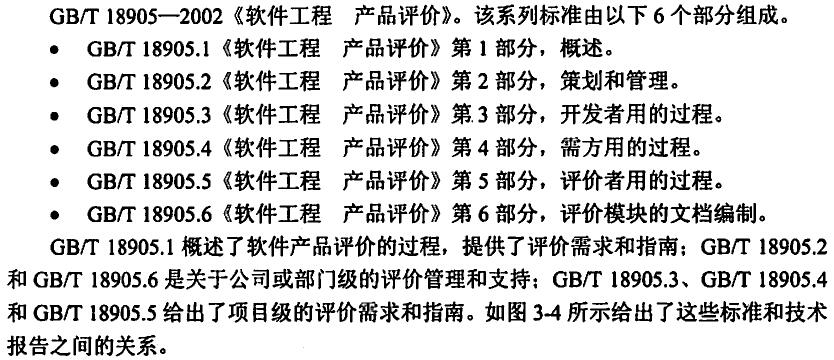 GB/T 18905—2002《软件工程　产品评价》。该系列标准由以下 6 个部分组成。
● GB/T 18905.1《软件工程　产品评价》第 1 部分，概述。
● GB/T 18905.2《软件工程　产品评价》第 2 部分，策划和管理。
● GB/T 18905.3《软件工程　产品评价》第 3 部分，开发者用的过程。
● GB/T 18905.4《软件工程　产品评价》第 4 部分，需方用的过程。
● GB/T 18905.5《软件工程　产品评价》第 5 部分，评价者用的过程。
● GB/T 18905.6《软件工程　产品评价》第 6 部分，评价模块的文档编制。
GB/T 18905.1 概述了软件产品评价的过程，提供了评价需求和指南；GB/T 18905.2
和 GB/T 18905.6 是关于公司或部门级的评价管理和支持；GB/T 18905.3、GB/T 18905.4
和 GB/T 18905.5 给出了项目级的评价需求和指南。如图 3-4 所示给出了这些标准和技术
报告之间的关系。